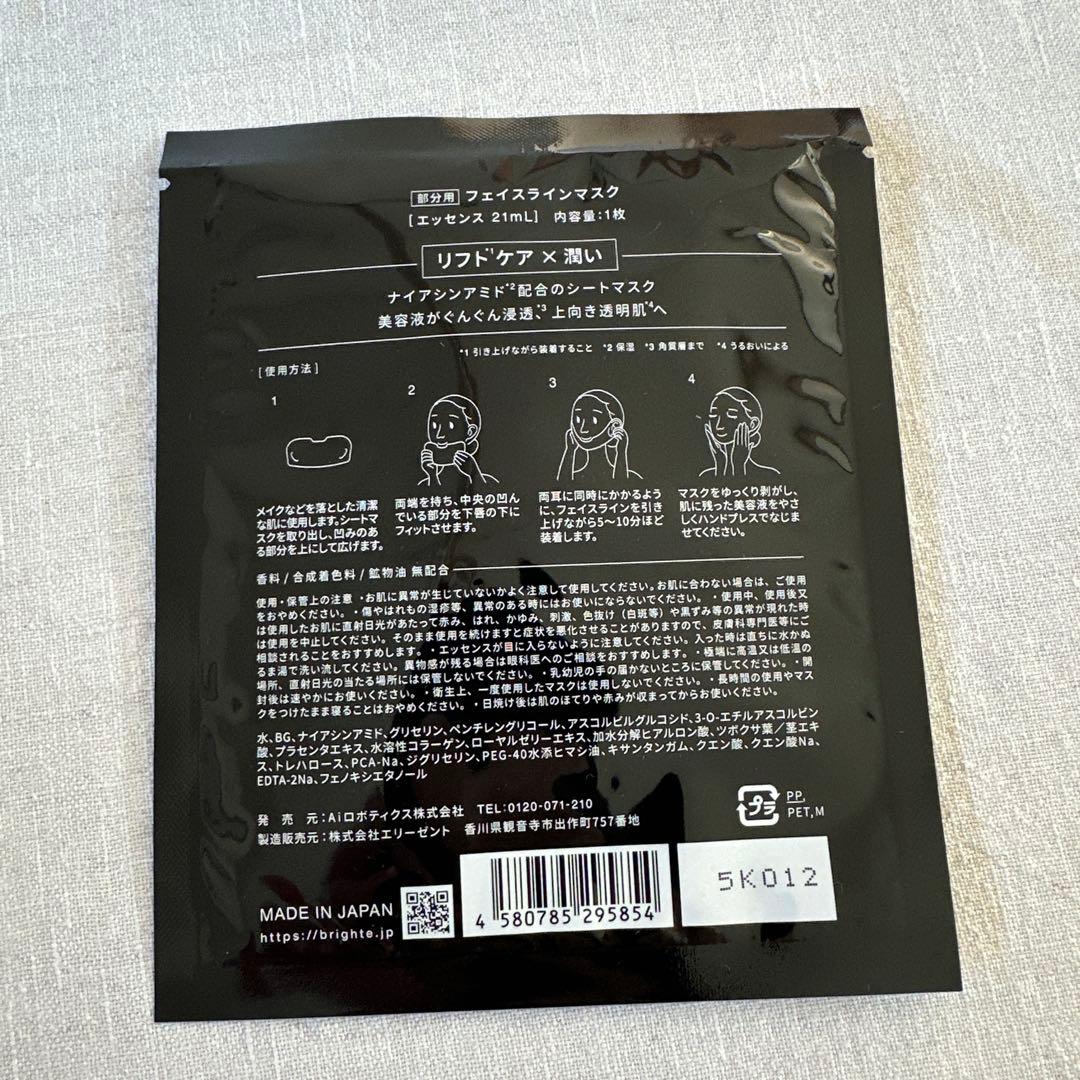 部分用 フェイスラインマスク
[エッセンス 21mL] 内容量:1枚
リフト*1ケア × 潤い
ナイアシンアミド*2配合のシートマスク
美容液がぐんぐん浸透、*3上向き透明肌*4へ
*1 引き上げながら装着すること *2 保湿 *3 角質層まで *4 うるおいによる
[使用方法]
1
2
3
4
メイクなどを落とした清潔
な肌に使用します。シートマ
スクを取り出し、凹みのあ
る部分を上にして広げます。
両端を持ち、中央の凹ん
でいる部分を下唇の下に
フィットさせます。
両耳に同時にかかるよう
に、フェイスラインを引き
上げながら5〜10分ほど
装着します。
マスクをゆっくり剥がし、
肌に残った美容液をやさ
しくハンドプレスでなじま
せてください。
香料/合成着色料/鉱物油 無配合
使用・保管上の注意 ・お肌に異常が生じていないかよく注意して使用してください。お肌に合わない場合は、ご使用
をおやめください。・傷やはれもの湿疹等、異常のある時にはお使いにならないでください。・使用中、使用後又
は使用したお肌に直射日光があたって赤み、はれ、かゆみ、刺激、色抜け(白斑等)や黒ずみ等の異常が現れた時
は使用を中止してください。そのまま使用を続けますと症状を悪化させることがありますので、皮膚科専門医等にご
相談されることをおすすめします。・エッセンスが目に入らないように注意してください。入った時は直ちに水かぬ
るま湯で洗い流してください。異物感が残る場合は眼科医へのご相談をおすすめします。・極端に高温又は低温の
場所、直射日光の当たる場所には保管しないでください。・乳幼児の手の届かないところに保管してください。・開
封後は速やかにお使いください。・衛生上、一度使用したマスクは使用しないでください。・長時間の使用やマス
クをつけたまま寝ることはおやめください。・日焼け後は肌のほてりや赤みが収まってからお使いください。
水、BG、ナイアシンアミド、グリセリン、ペンチレングリコール、アスコルビルグルコシド、3-O-エチルアスコルビン
酸、プラセンタエキス、水溶性コラーゲン、ローヤルゼリーエキス、加水分解ヒアルロン酸、ツボクサ葉/茎エキ
ス、トレハロース、PCA-Na、ジグリセリン、PEG-40水添ヒマシ油、キサンタンガム、クエン酸、クエン酸Na、
EDTA-2Na、フェノキシエタノール
発 売 元:Aiロボティクス株式会社 TEL:0120-071-210
製造販売元:株式会社エリーゼント 香川県観音寺市出作町757番地
プラ
PP,
PET,M
MADE IN JAPAN
https://brighte.jp
4 580785 295854
5K012